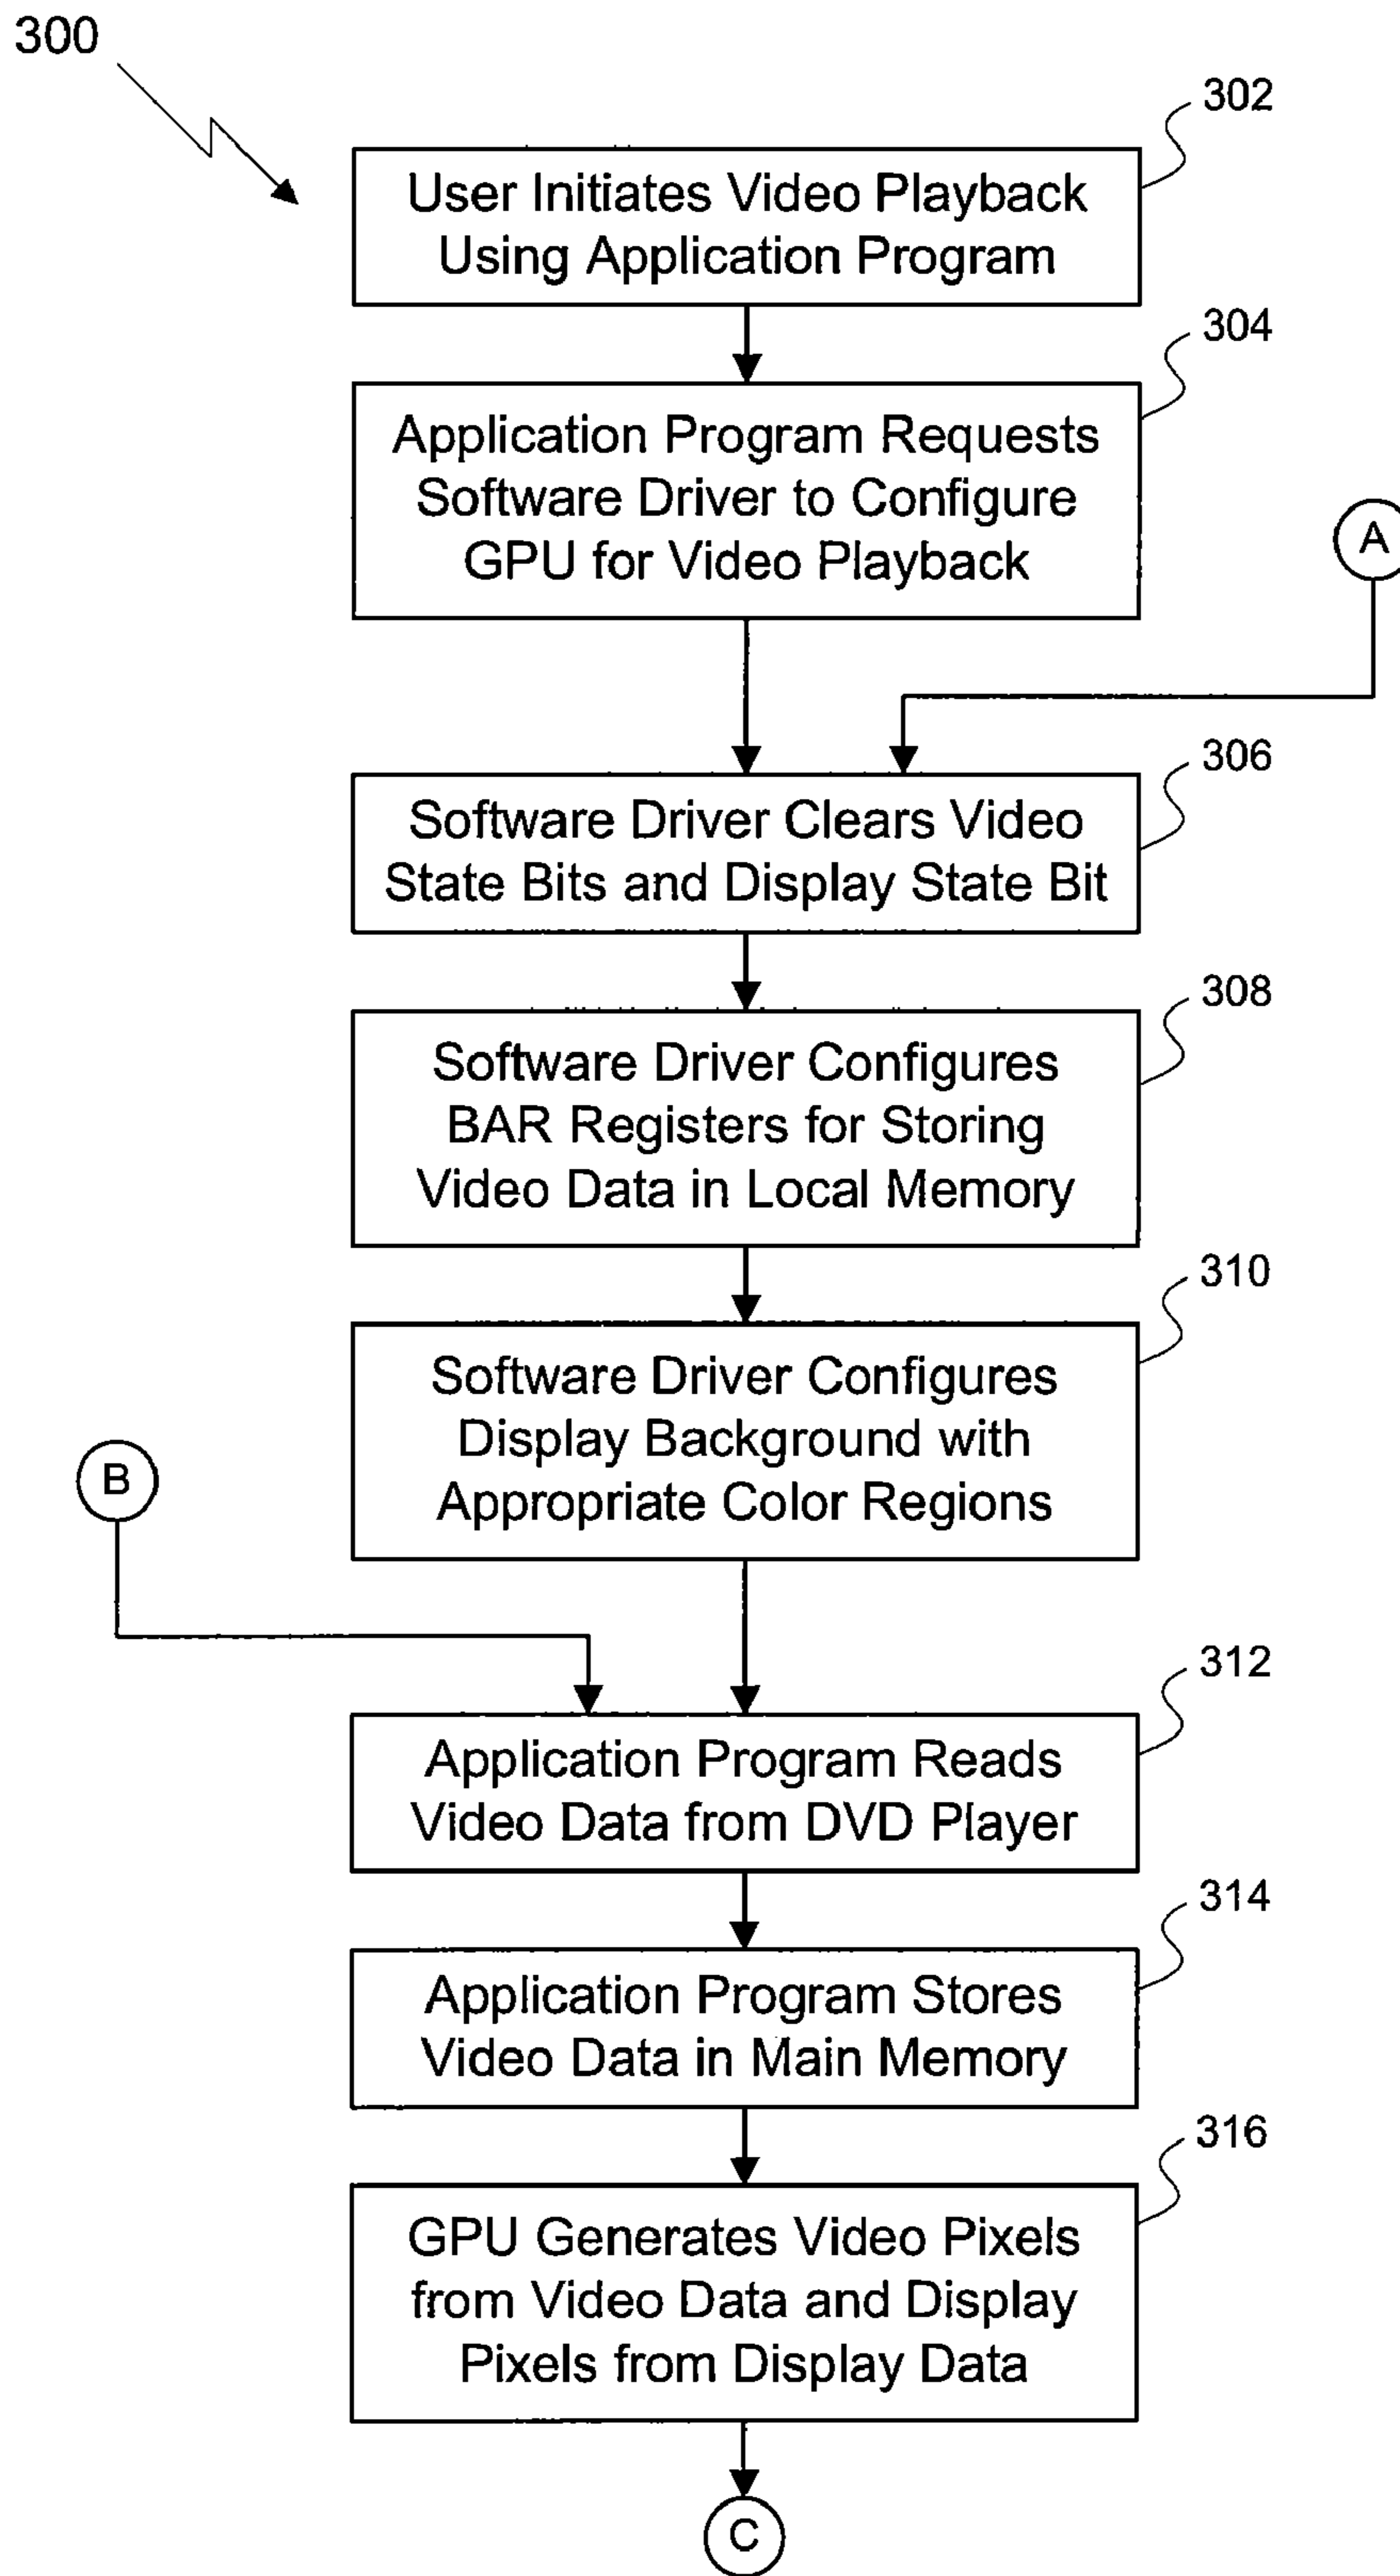 300
302
User Initiates Video Playback
Using Application Program
304
Application Program Requests
Software Driver to Configure
GPU for Video Playback
A
306
Software Driver Clears Video
State Bits and Display State Bit
308
Software Driver Configures
BAR Registers for Storing
Video Data in Local Memory
310
Software Driver Configures
Display Background with
Appropriate Color Regions
B
312
Application Program Reads
Video Data from DVD Player
314
Application Program Stores
Video Data in Main Memory
316
GPU Generates Video Pixels
from Video Data and Display
Pixels from Display Data
C